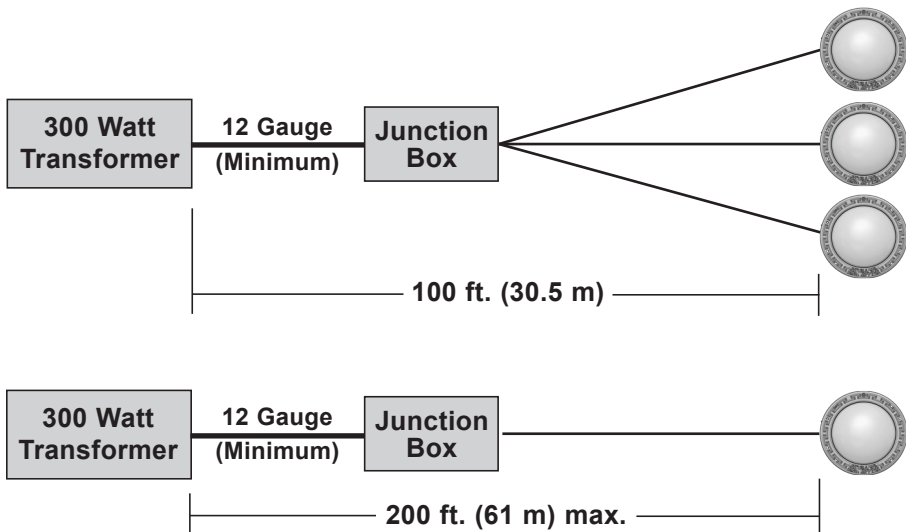 300 Watt
Transformer
12 Gauge
(Minimum)
Junction
Box
100 ft. (30.5 m)
300 Watt
Transformer
12 Gauge
(Minimum)
Junction
Box
200 ft. (61 m) max.